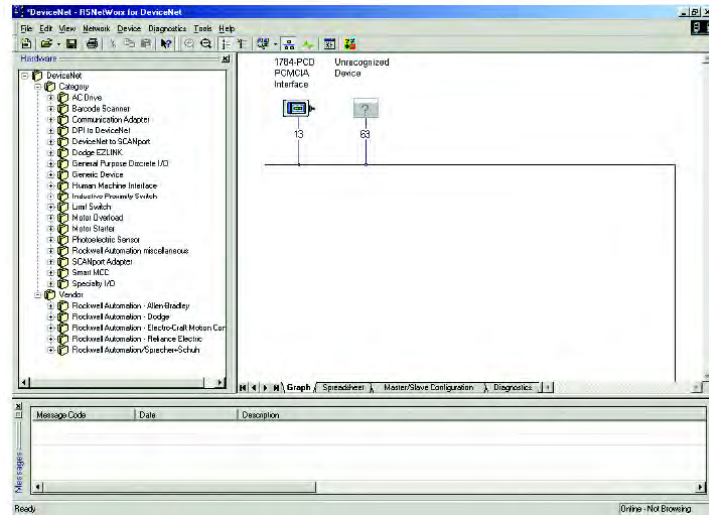 *DeviceNet - RSNetWorx for DeviceNet
File Edit View Network Device Diagnostics Tools Help
Hardware
DeviceNet
Category
AC Drive
Barcode Scanner
Communication Adapter
DPI to DeviceNet
DeviceNet to SCANport
Dodge EZLINK
General Purpose Discrete I/O
Generic Device
Human Machine Interface
Inductive Proximity Switch
Limit Switch
Motor Overload
Motor Starter
Photoelectric Sensor
Rockwell Automation miscellaneous
SCANport Adapter
Smart MCC
Specialty I/O
Vendor
Rockwell Automation - Allen-Bradley
Rockwell Automation - Dodge
Rockwell Automation - Electro-Craft Motion Con
Rockwell Automation - Reliance Electric
Rockwell Automation/Sprecher+Schuh
1784-PCD
PCMCIA
Interface
Unrecognized
Device
?
13
63
Graph Spreadsheet Master/Slave Configuration Diagnostics
Messages
Message Code Date Description
Ready
Online - Not Browsing